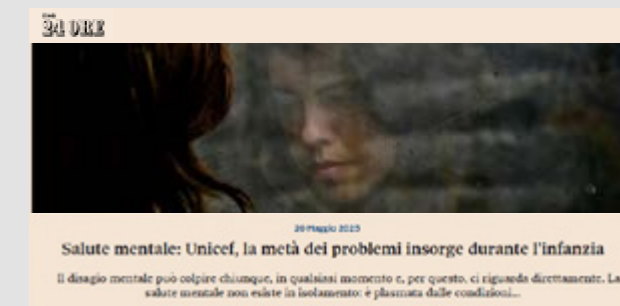 24 ORE
20 Maggio 2025
Salute mentale: Unicef, la metà dei problemi insorge durante l'infanzia
Il disagio mentale può colpire chiunque, in qualsiasi momento e, per questo, ci riguarda direttamente. La
salute mentale non esiste in isolamento: è plasmata dalle condizioni...